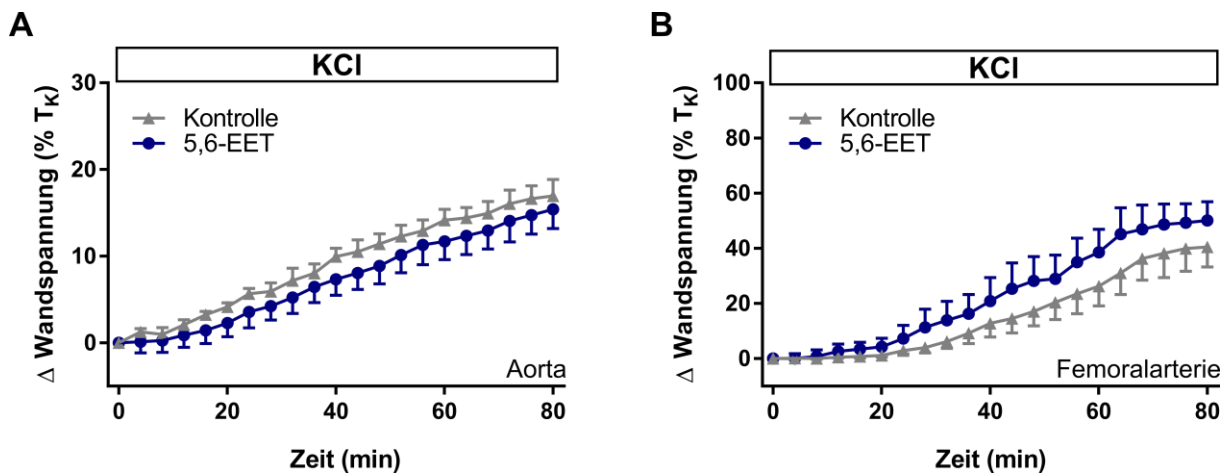 A
KCl
Δ Wandspannung (% TK)
30
20
10
0
Kontrolle
5,6-EET
Aorta
0
20
40
60
80
Zeit (min)
B
KCl
Δ Wandspannung (% TK)
100
80
60
40
20
0
Kontrolle
5,6-EET
Femoralarterie
0
20
40
60
80
Zeit (min)